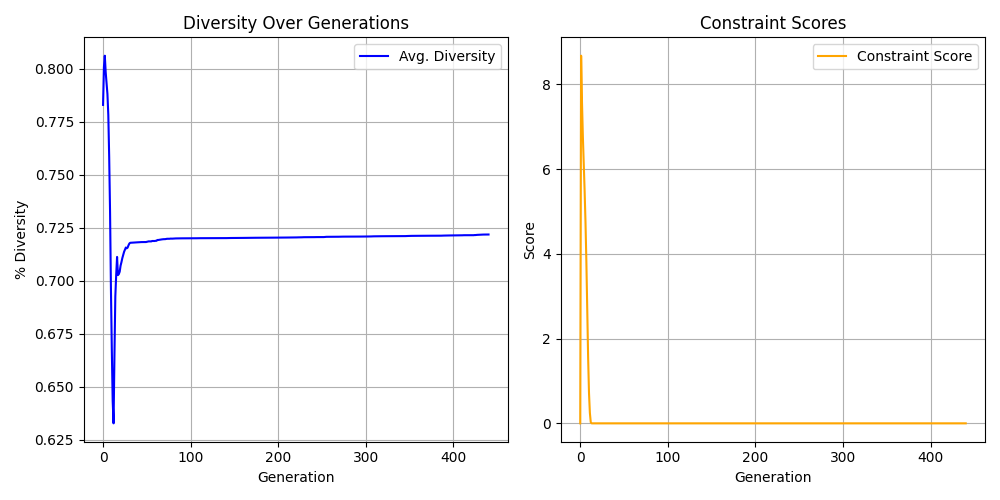 Diversity Over Generations
Avg. Diversity
% Diversity
0.800
0.775
0.750
0.725
0.700
0.675
0.650
0.625
0 100 200 300 400
Generation
Constraint Scores
Constraint Score
Score
8
6
4
2
0
0 100 200 300 400
Generation